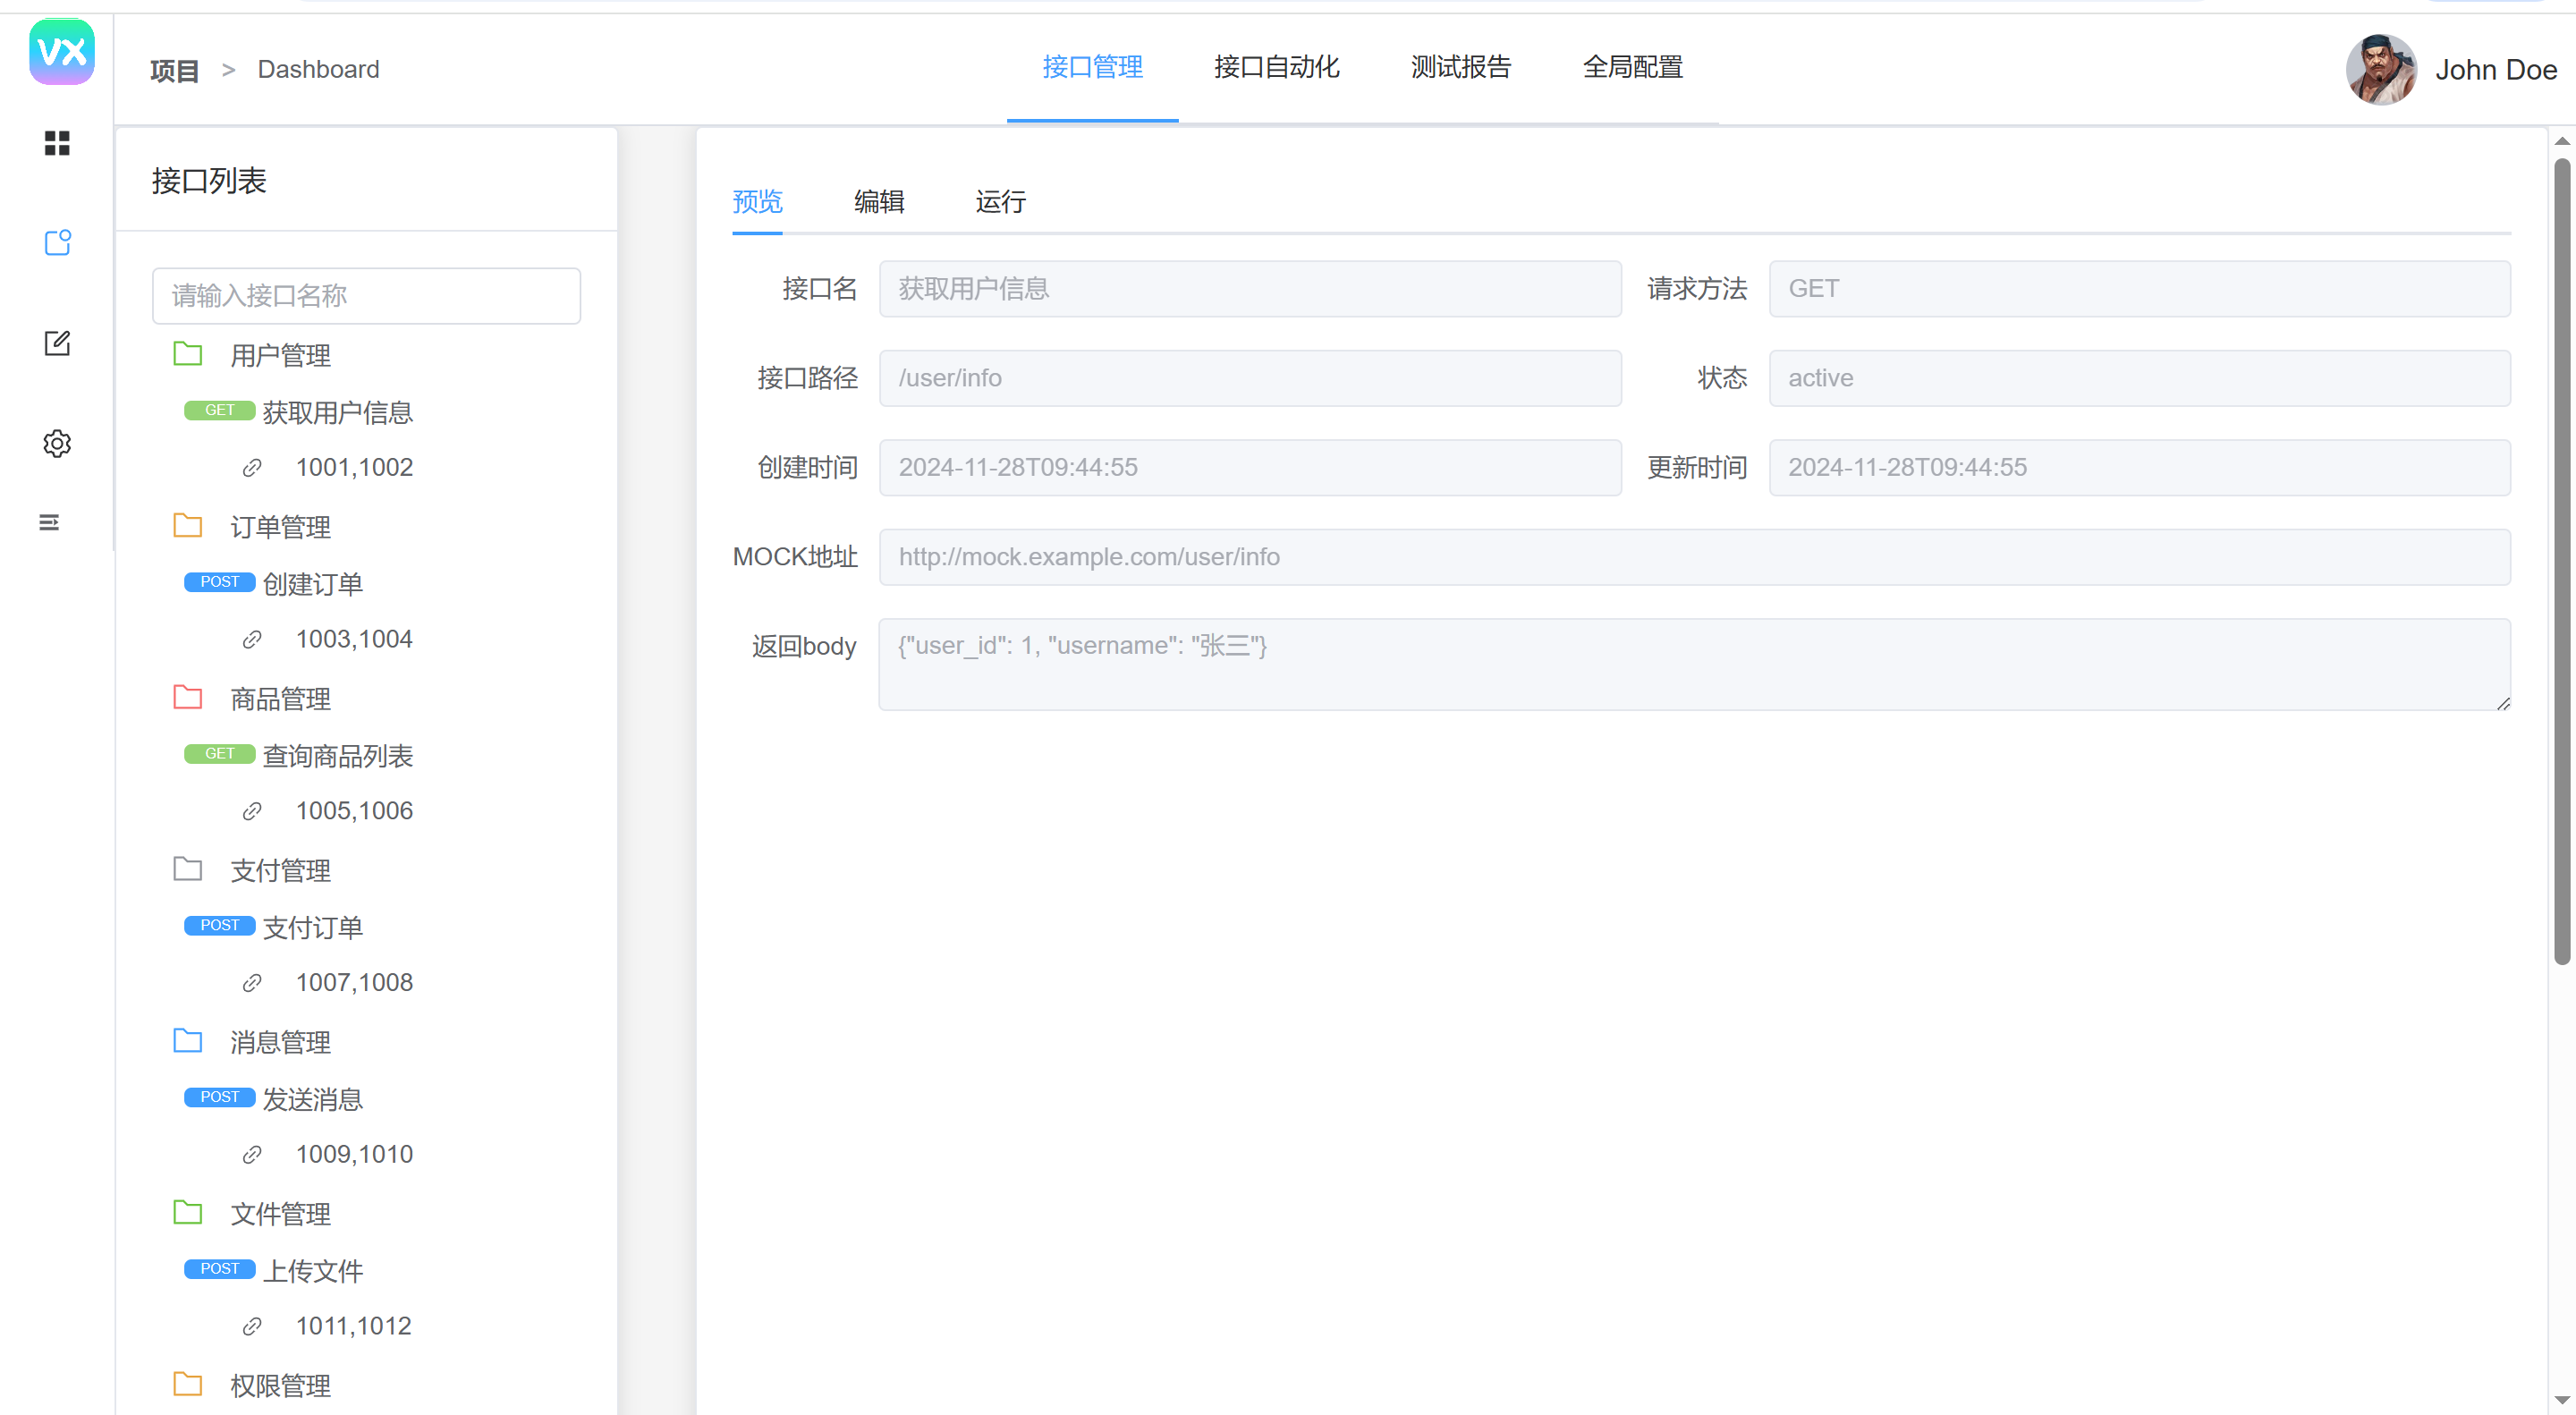 VX
项目 > Dashboard
接口管理 接口自动化 测试报告 全局配置
John Doe
接口列表
请输入接口名称
用户管理
GET 获取用户信息
1001,1002
订单管理
POST 创建订单
1003,1004
商品管理
GET 查询商品列表
1005,1006
支付管理
POST 支付订单
1007,1008
消息管理
POST 发送消息
1009,1010
文件管理
POST 上传文件
1011,1012
权限管理
预览 编辑 运行
接口名 获取用户信息 请求方法 GET
接口路径 /user/info 状态 active
创建时间 2024-11-28T09:44:55 更新时间 2024-11-28T09:44:55
MOCK地址 http://mock.example.com/user/info
返回body {"user_id": 1, "username": "张三"}